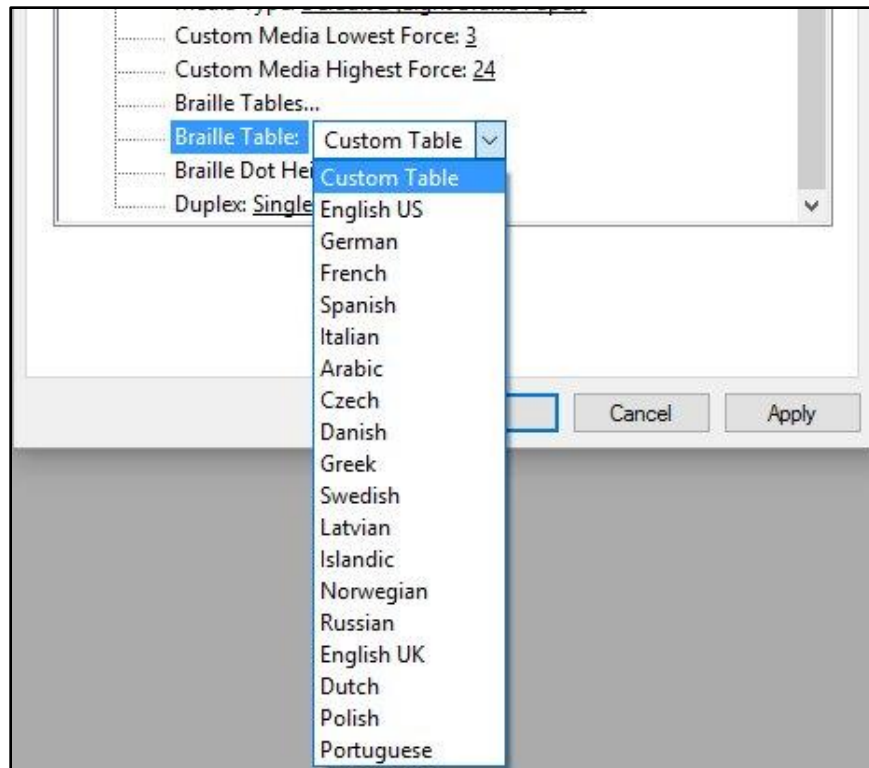 Custom Media Lowest Force: 3
Custom Media Highest Force: 24
Braille Tables...
Braille Table: Custom Table
Braille Dot Hei
Duplex: Single
Custom Table
English US
German
French
Spanish
Italian
Arabic
Czech
Danish
Greek
Swedish
Latvian
Islandic
Norwegian
Russian
English UK
Dutch
Polish
Portuguese
Cancel
Apply